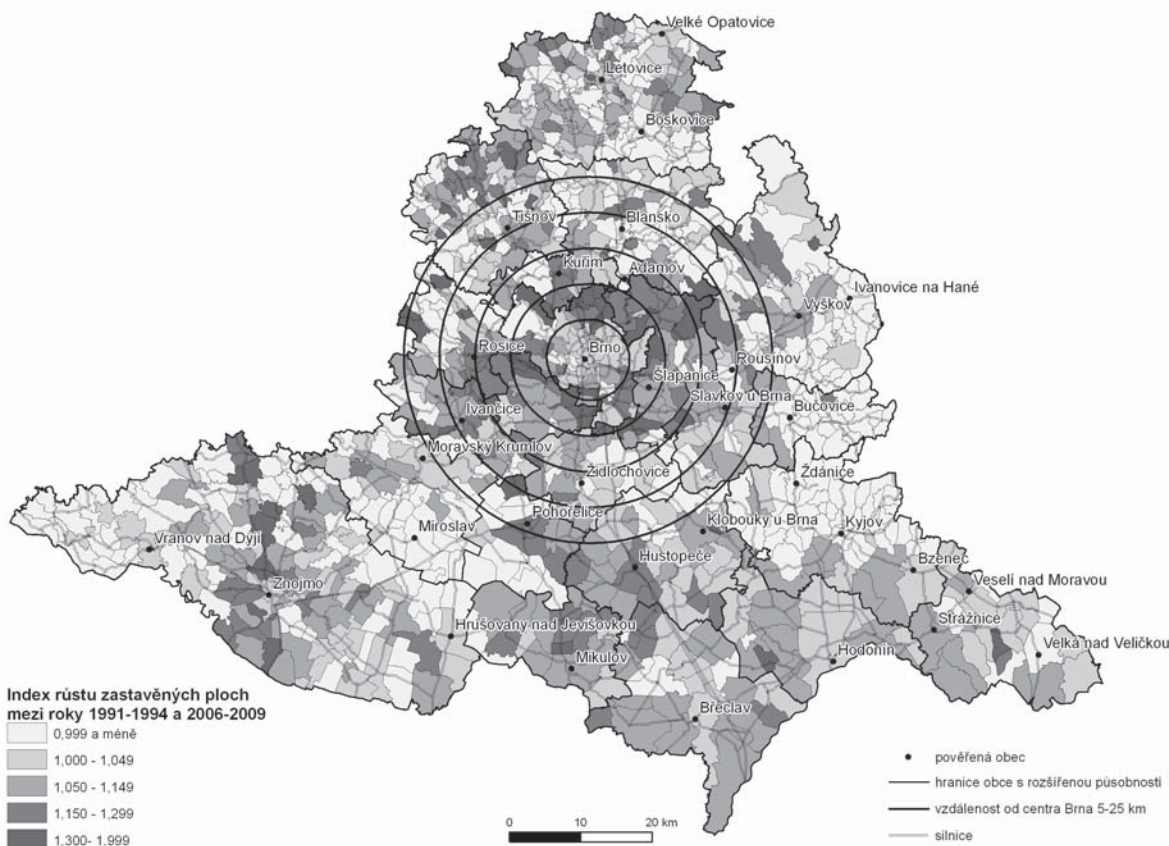 Velké Opatovice
Letovice
Boskovice
Tišnov
Blansko
Kuřim
Adamov
Ivanovice na Hané
Vyškov
Rosice
Brno
Rousínov
Šlapanice
Slavkov u Brna
Ivančice
Bučovice
Moravský Krumlov
Židlochovice
Ždánice
Pohořelice
Klobouky u Brna
Miroslav
Kyjov
Vranov nad Dyjí
Hustopeče
Bzenec
Veselí nad Moravou
Znojmo
Strážnice
Hrušovany nad Jevišovkou
Velká nad Veličkou
Hodonín
Mikulov
Břeclav
Index růstu zastavěných ploch
mezi roky 1991-1994 a 2006-2009
0,999 a méně
1,000 - 1,049
1,050 - 1,149
1,150 - 1,299
1,300- 1,999
0 10 20 km
pověřená obec
hranice obce s rozšířenou působností
vzdálenost od centra Brna 5-25 km
silnice